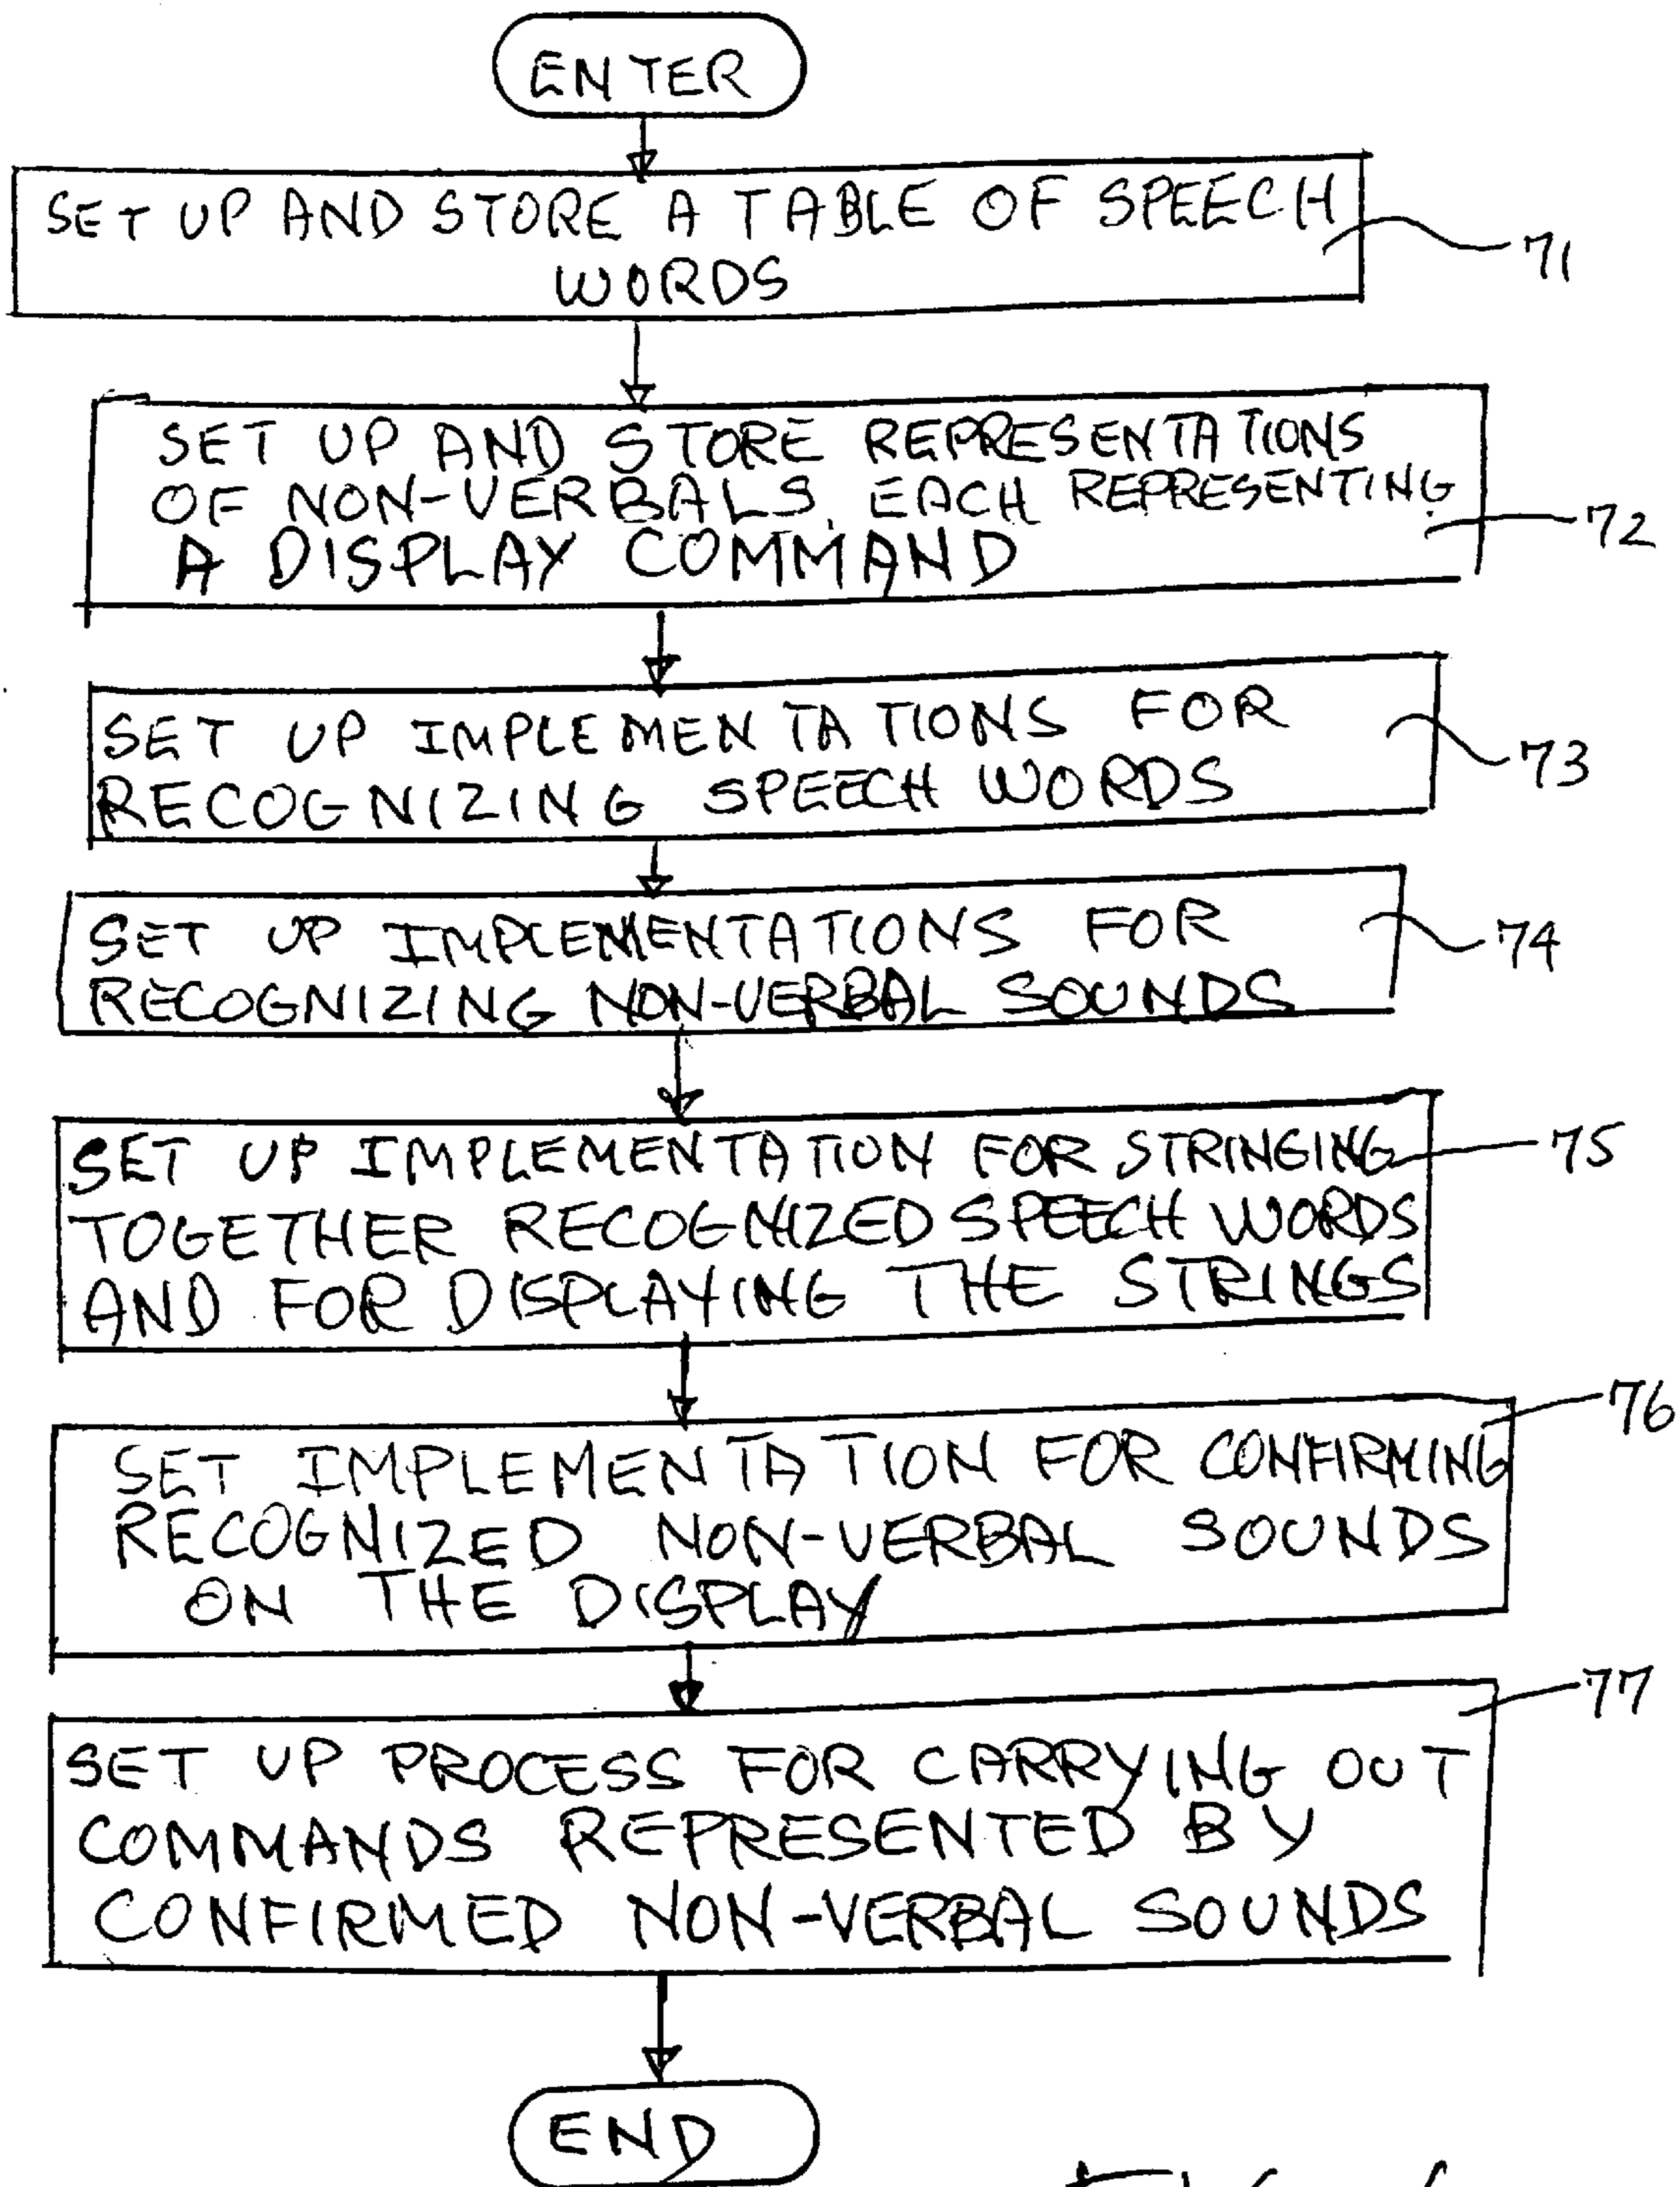 ENTER
SET UP AND STORE A TABLE OF SPEECH
WORDS
71
SET UP AND STORE REPRESENTATIONS
OF NON-VERBALS, EACH REPRESENTING
A DISPLAY COMMAND
72
SET UP IMPLEMENTATIONS FOR
RECOGNIZING SPEECH WORDS
73
SET UP IMPLEMENTATIONS FOR
RECOGNIZING NON-VERBAL SOUNDS
74
SET UP IMPLEMENTATION FOR STRINGING
TOGETHER RECOGNIZED SPEECH WORDS
AND FOR DISPLAYING THE STRINGS
75
SET IMPLEMENTATION FOR CONFIRMING
RECOGNIZED NON-VERBAL SOUNDS
ON THE DISPLAY
76
SET UP PROCESS FOR CARRYING OUT
COMMANDS REPRESENTED BY
CONFIRMED NON-VERBAL SOUNDS
77
END